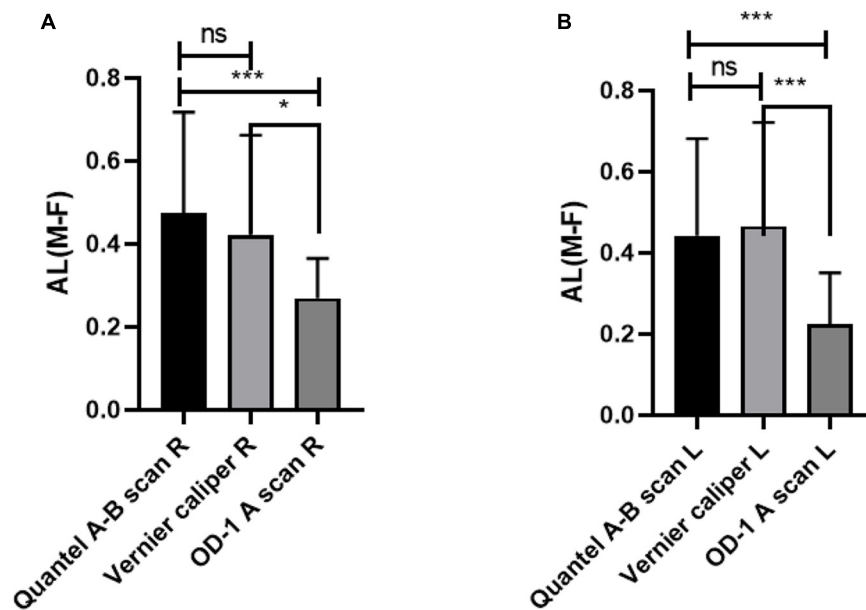 A
ns
***
*
0.8
0.6
0.4
0.2
0.0
AL(M-F)
Quantel A-B scan R
Vernier caliper R
OD-1 A scan R
B
***
ns
***
0.8
0.6
0.4
0.2
0.0
AL(M-F)
Quantel A-B scan L
Vernier caliper L
OD-1 A scan L